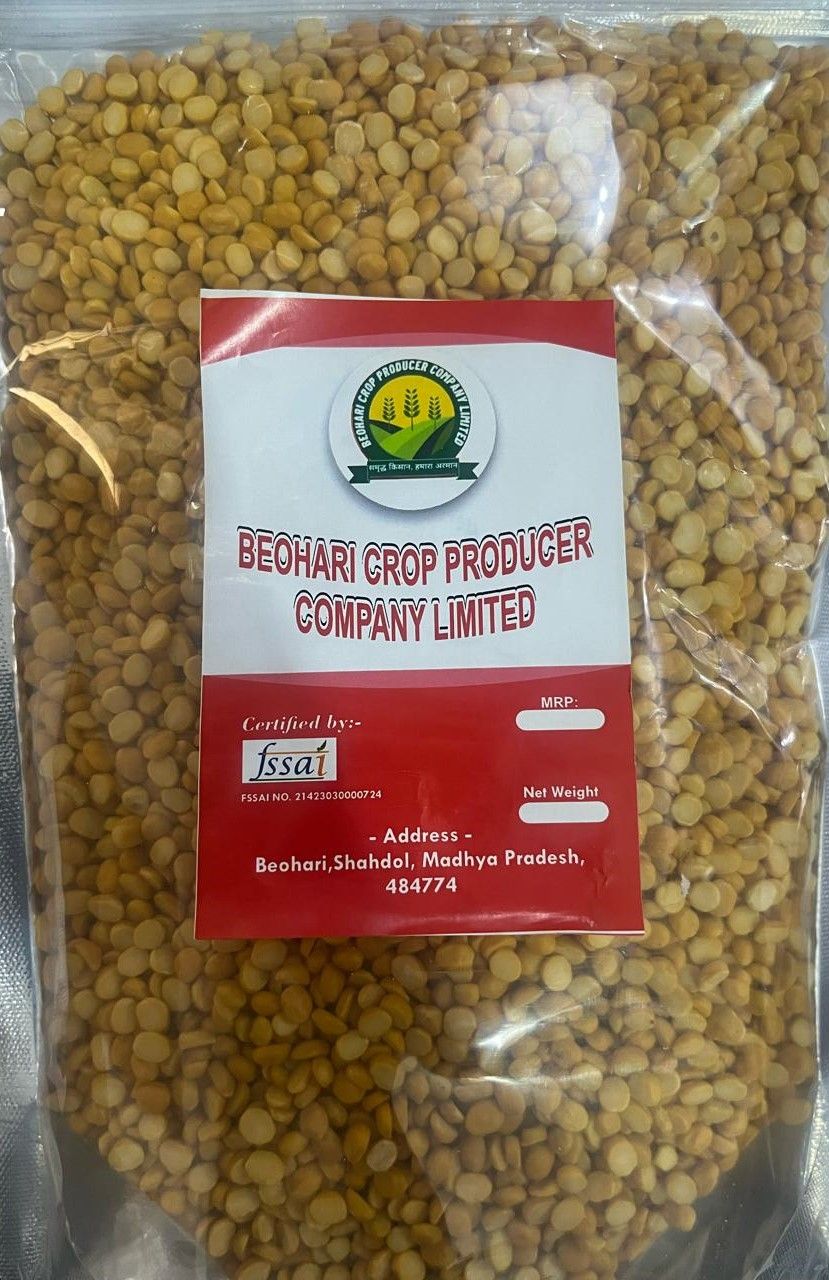 BEOHARI CROP PRODUCER COMPANY LIMITED
समृद्ध किसान, हमारा अरमान
BEOHARI CROP PRODUCER
COMPANY LIMITED
Certified by:-
fssai
FSSAI NO. 21423030000724
MRP:
Net Weight
- Address -
Beohari,Shahdol, Madhya Pradesh,
484774